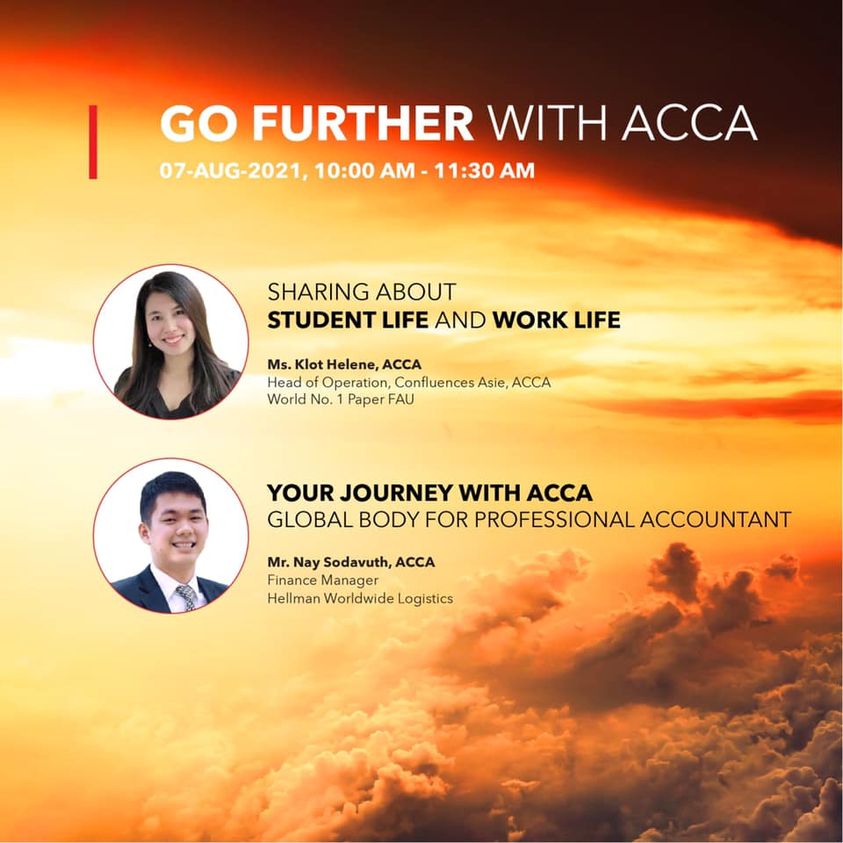 GO FURTHER WITH ACCA
07-AUG-2021, 10:00 AM - 11:30 AM
SHARING ABOUT
STUDENT LIFE AND WORK LIFE
Ms. Klot Helene, ACCA
Head of Operation, Confluences Asie, ACCA
World No. 1 Paper FAU
YOUR JOURNEY WITH ACCA
GLOBAL BODY FOR PROFESSIONAL ACCOUNTANT
Mr. Nay Sodavuth, ACCA
Finance Manager
Hellman Worldwide Logistics